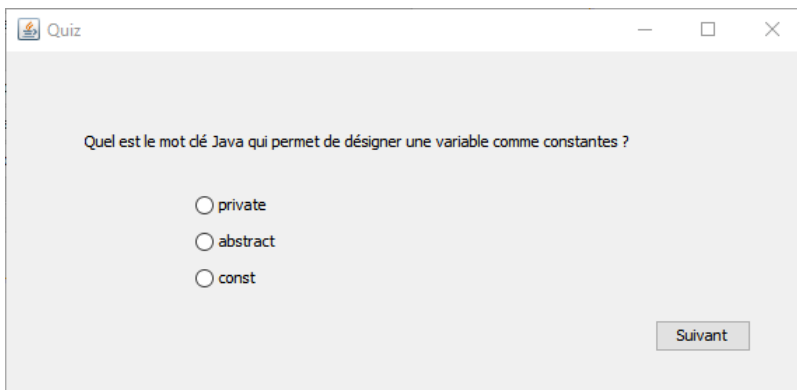 Quiz
Quel est le mot clé Java qui permet de désigner une variable comme constantes ?
private
abstract
const
Suivant